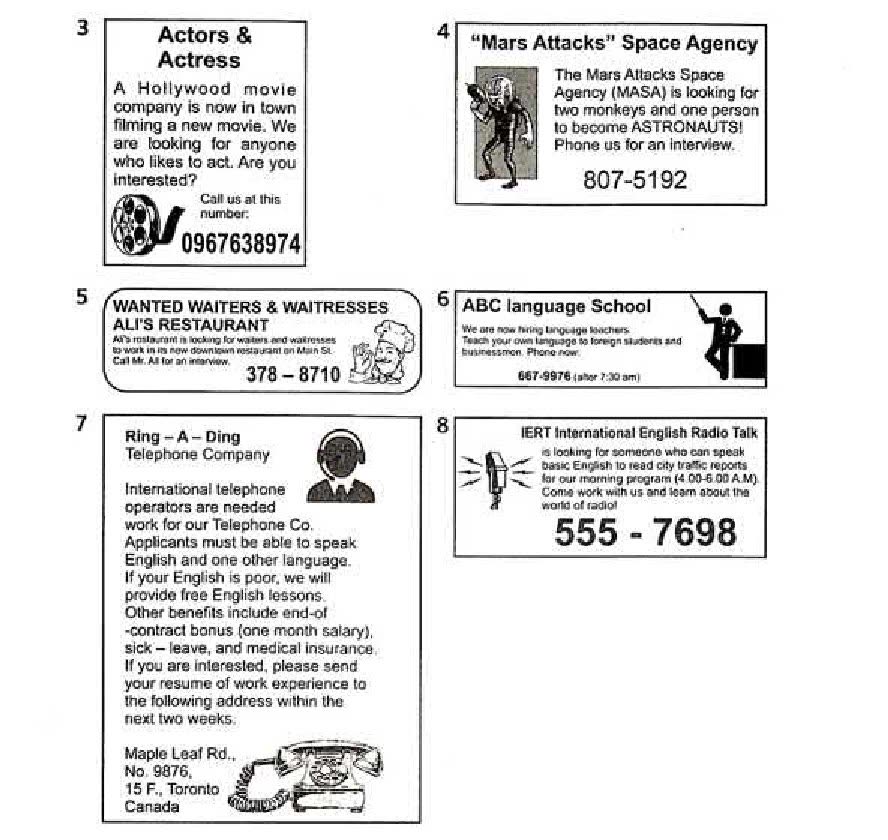 3
Actors &
Actress
A Hollywood movie
company is now in town
filming a new movie. We
are looking for anyone
who likes to act. Are you
interested?
Call us at this
number:
0967638974
4
"Mars Attacks" Space Agency
The Mars Attacks Space
Agency (MASA) is looking for
two monkeys and one person
to become ASTRONAUTS!
Phone us for an interview.
807-5192
5
WANTED WAITERS & WAITRESSES
ALI'S RESTAURANT
Ali's restaurant is looking for waiters and waitresses
to work in its new downtown restaurant on Main St.
Call Mr. Ali for an interview.
378 – 8710
6
ABC language School
We are now hiring language teachers.
Teach your own language to foreign students and
businessmen. Phone now:
667-9976 (after 7:30 am)
7
Ring – A – Ding
Telephone Company
International telephone
operators are needed
work for our Telephone Co.
Applicants must be able to speak
English and one other language.
If your English is poor, we will
provide free English lessons.
Other benefits include end-of
-contract bonus (one month salary),
sick – leave, and medical insurance.
If you are interested, please send
your resume of work experience to
the following address within the
next two weeks.
Maple Leaf Rd.,
No. 9876,
15 F., Toronto
Canada
8
IERT International English Radio Talk
is looking for someone who can speak
basic English to read city traffic reports
for our morning program (4.00-6.00 A.M).
Come work with us and learn about the
world of radio!
555 - 7698